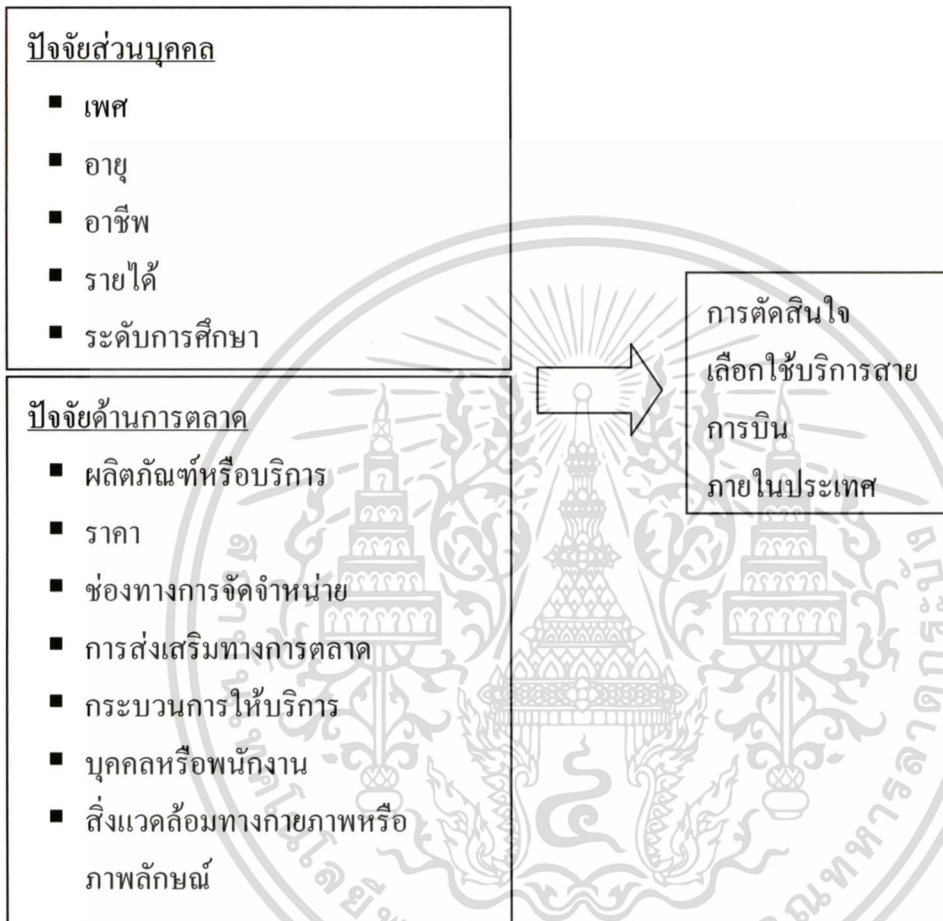 ปัจจัยส่วนบุคคล
▪ เพศ
▪ อายุ
▪ อาชีพ
▪ รายได้
▪ ระดับการศึกษา
ปัจจัยด้านการตลาด
▪ ผลิตภัณฑ์หรือบริการ
▪ ราคา
▪ ช่องทางการจัดจำหน่าย
▪ การส่งเสริมทางการตลาด
▪ กระบวนการให้บริการ
▪ บุคคลหรือพนักงาน
▪ สิ่งแวดล้อมทางกายภาพหรือ
ภาพลักษณ์
การตัดสินใจ
เลือกใช้บริการสาย
การบิน
ภายในประเทศ